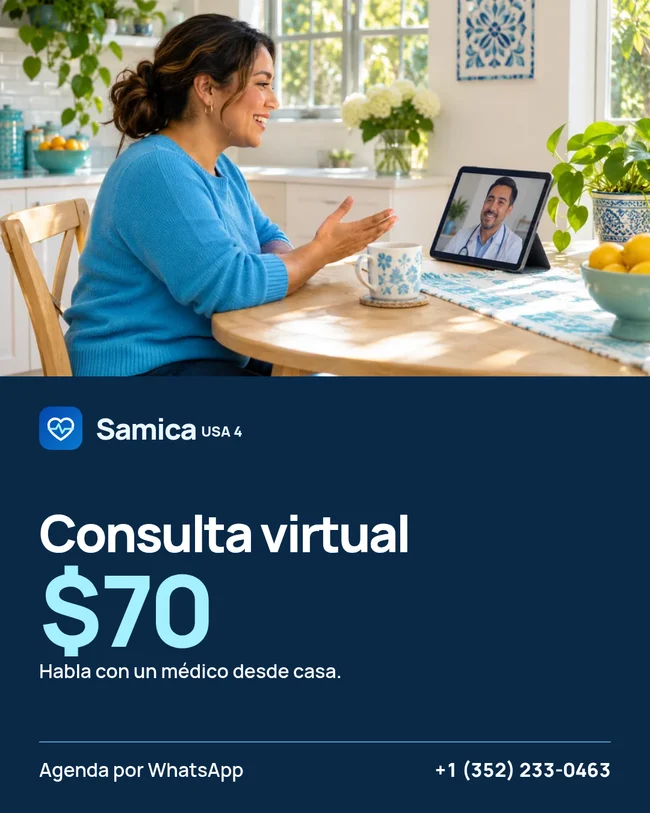 Samica USA 4
Consulta virtual
$70
Habla con un médico desde casa.
Agenda por WhatsApp +1 (352) 233-0463